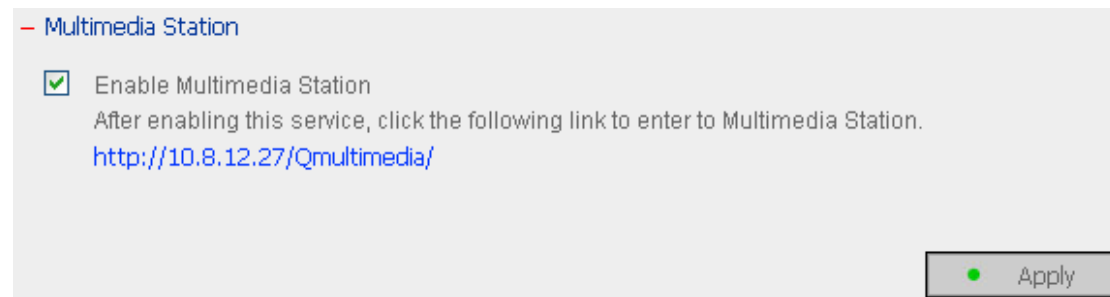 – Multimedia Station
Enable Multimedia Station
After enabling this service, click the following link to enter to Multimedia Station.
http://10.8.12.27/Qmultimedia/
Apply